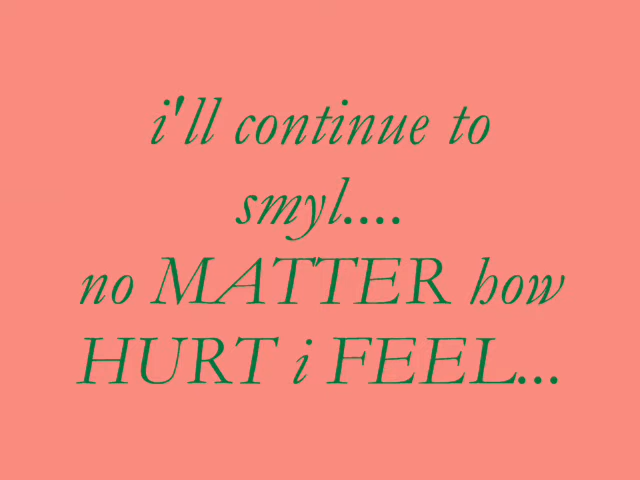 i'll continue to
smyl....
no MATTER how
HURT i FEEL...